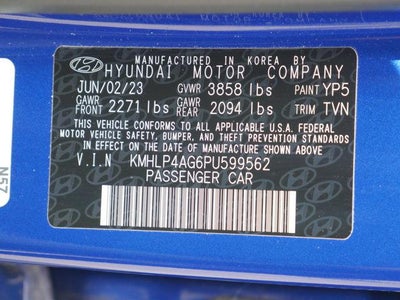 MANUFACTURED IN KOREA BY
HYUNDAI MOTOR COMPANY
JUN/02/23 GVWR 3858 lbs PAINT YP5
GAWR FRONT 2271 lbs GAWR REAR 2094 lbs TRIM TVN
THIS VEHICLE CONFORMS TO ALL APPLICABLE U.S. FEDERAL MOTOR
VEHICLE SAFETY, BUMPER, AND THEFT PREVENTION STANDARDS
IN EFFECT ON THE DATE OF MANUFACTURE SHOWN ABOVE.
V.I.N KMHLP4AG6PU599562
PASSENGER CAR
N57